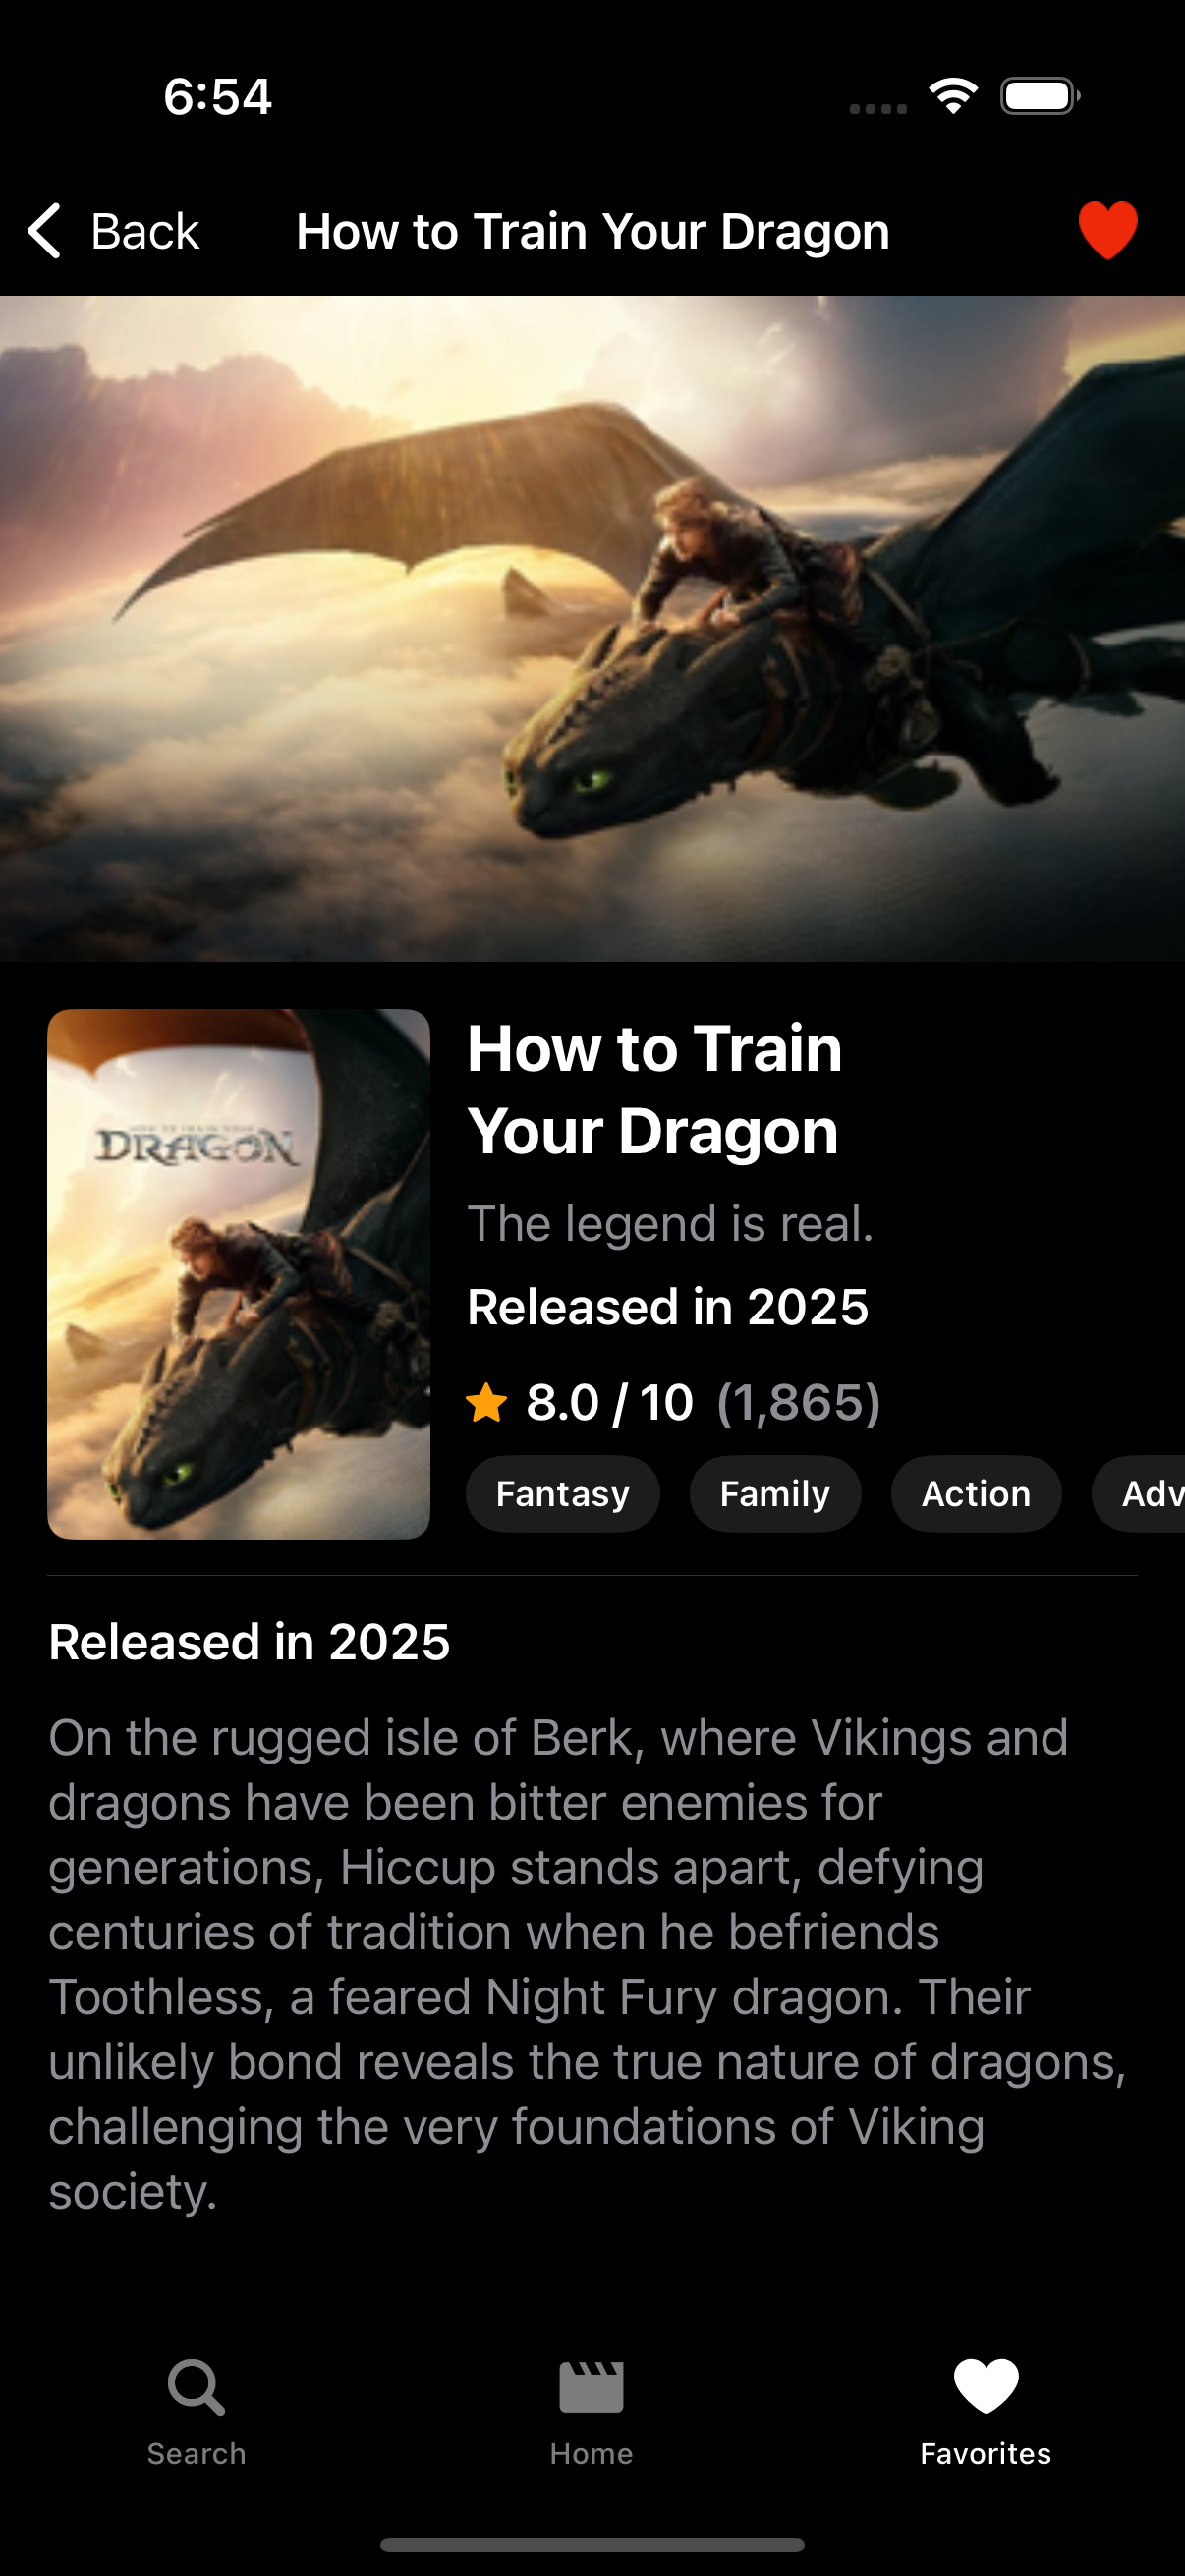 6:54
Back
How to Train Your Dragon
HOW TO TRAIN YOUR
DRAGON
How to Train
Your Dragon
The legend is real.
Released in 2025
8.0 / 10 (1,865)
Fantasy Family Action Adv
Released in 2025
On the rugged isle of Berk, where Vikings and
dragons have been bitter enemies for
generations, Hiccup stands apart, defying
centuries of tradition when he befriends
Toothless, a feared Night Fury dragon. Their
unlikely bond reveals the true nature of dragons,
challenging the very foundations of Viking
society.
Search
Home
Favorites